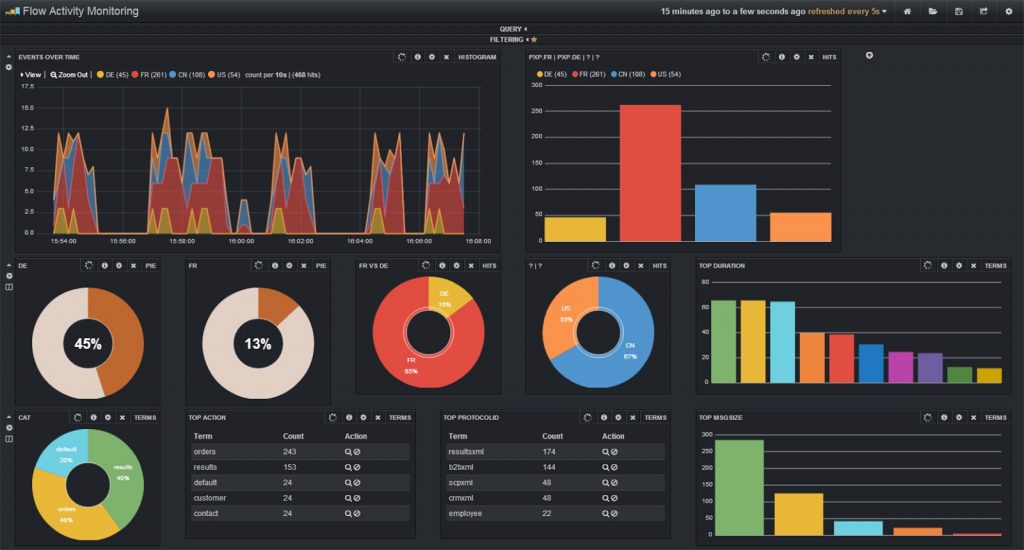 Flow Activity Monitoring
15 minutes ago to a few seconds ago refreshed every 5s
QUERY
FILTERING
EVENTS OVER TIME
HISTOGRAM
View | Zoom Out | DE (45) FR (261) CN (108) US (54) count per 10s | (468 hits)
17.5
15.0
12.5
10.0
7.5
5.0
2.5
0.0
15:54:00 15:56:00 15:58:00 16:00:00 16:02:00 16:04:00 16:06:00 16:08:00
PXP.FR | PXP.DE | ? | ?
HITS
DE (45) FR (261) CN (108) US (54)
300
250
200
150
100
50
0
DE
PIE
45%
FR
PIE
13%
FR VS DE
HITS
DE
15%
FR
85%
? | ?
HITS
US
33%
CN
67%
TOP DURATION
TERMS
80
60
40
20
0
CAT
TERMS
default
20%
results
40%
orders
40%
TOP ACTION
TERMS
Term Count Action
orders 243
results 153
default 24
customer 24
contact 24
TOP PROTOCOLID
TERMS
Term Count Action
resultsxml 174
b2bxml 144
scpxml 48
crmxml 48
employee 22
TOP MSGSIZE
TERMS
300
250
200
150
100
50
0